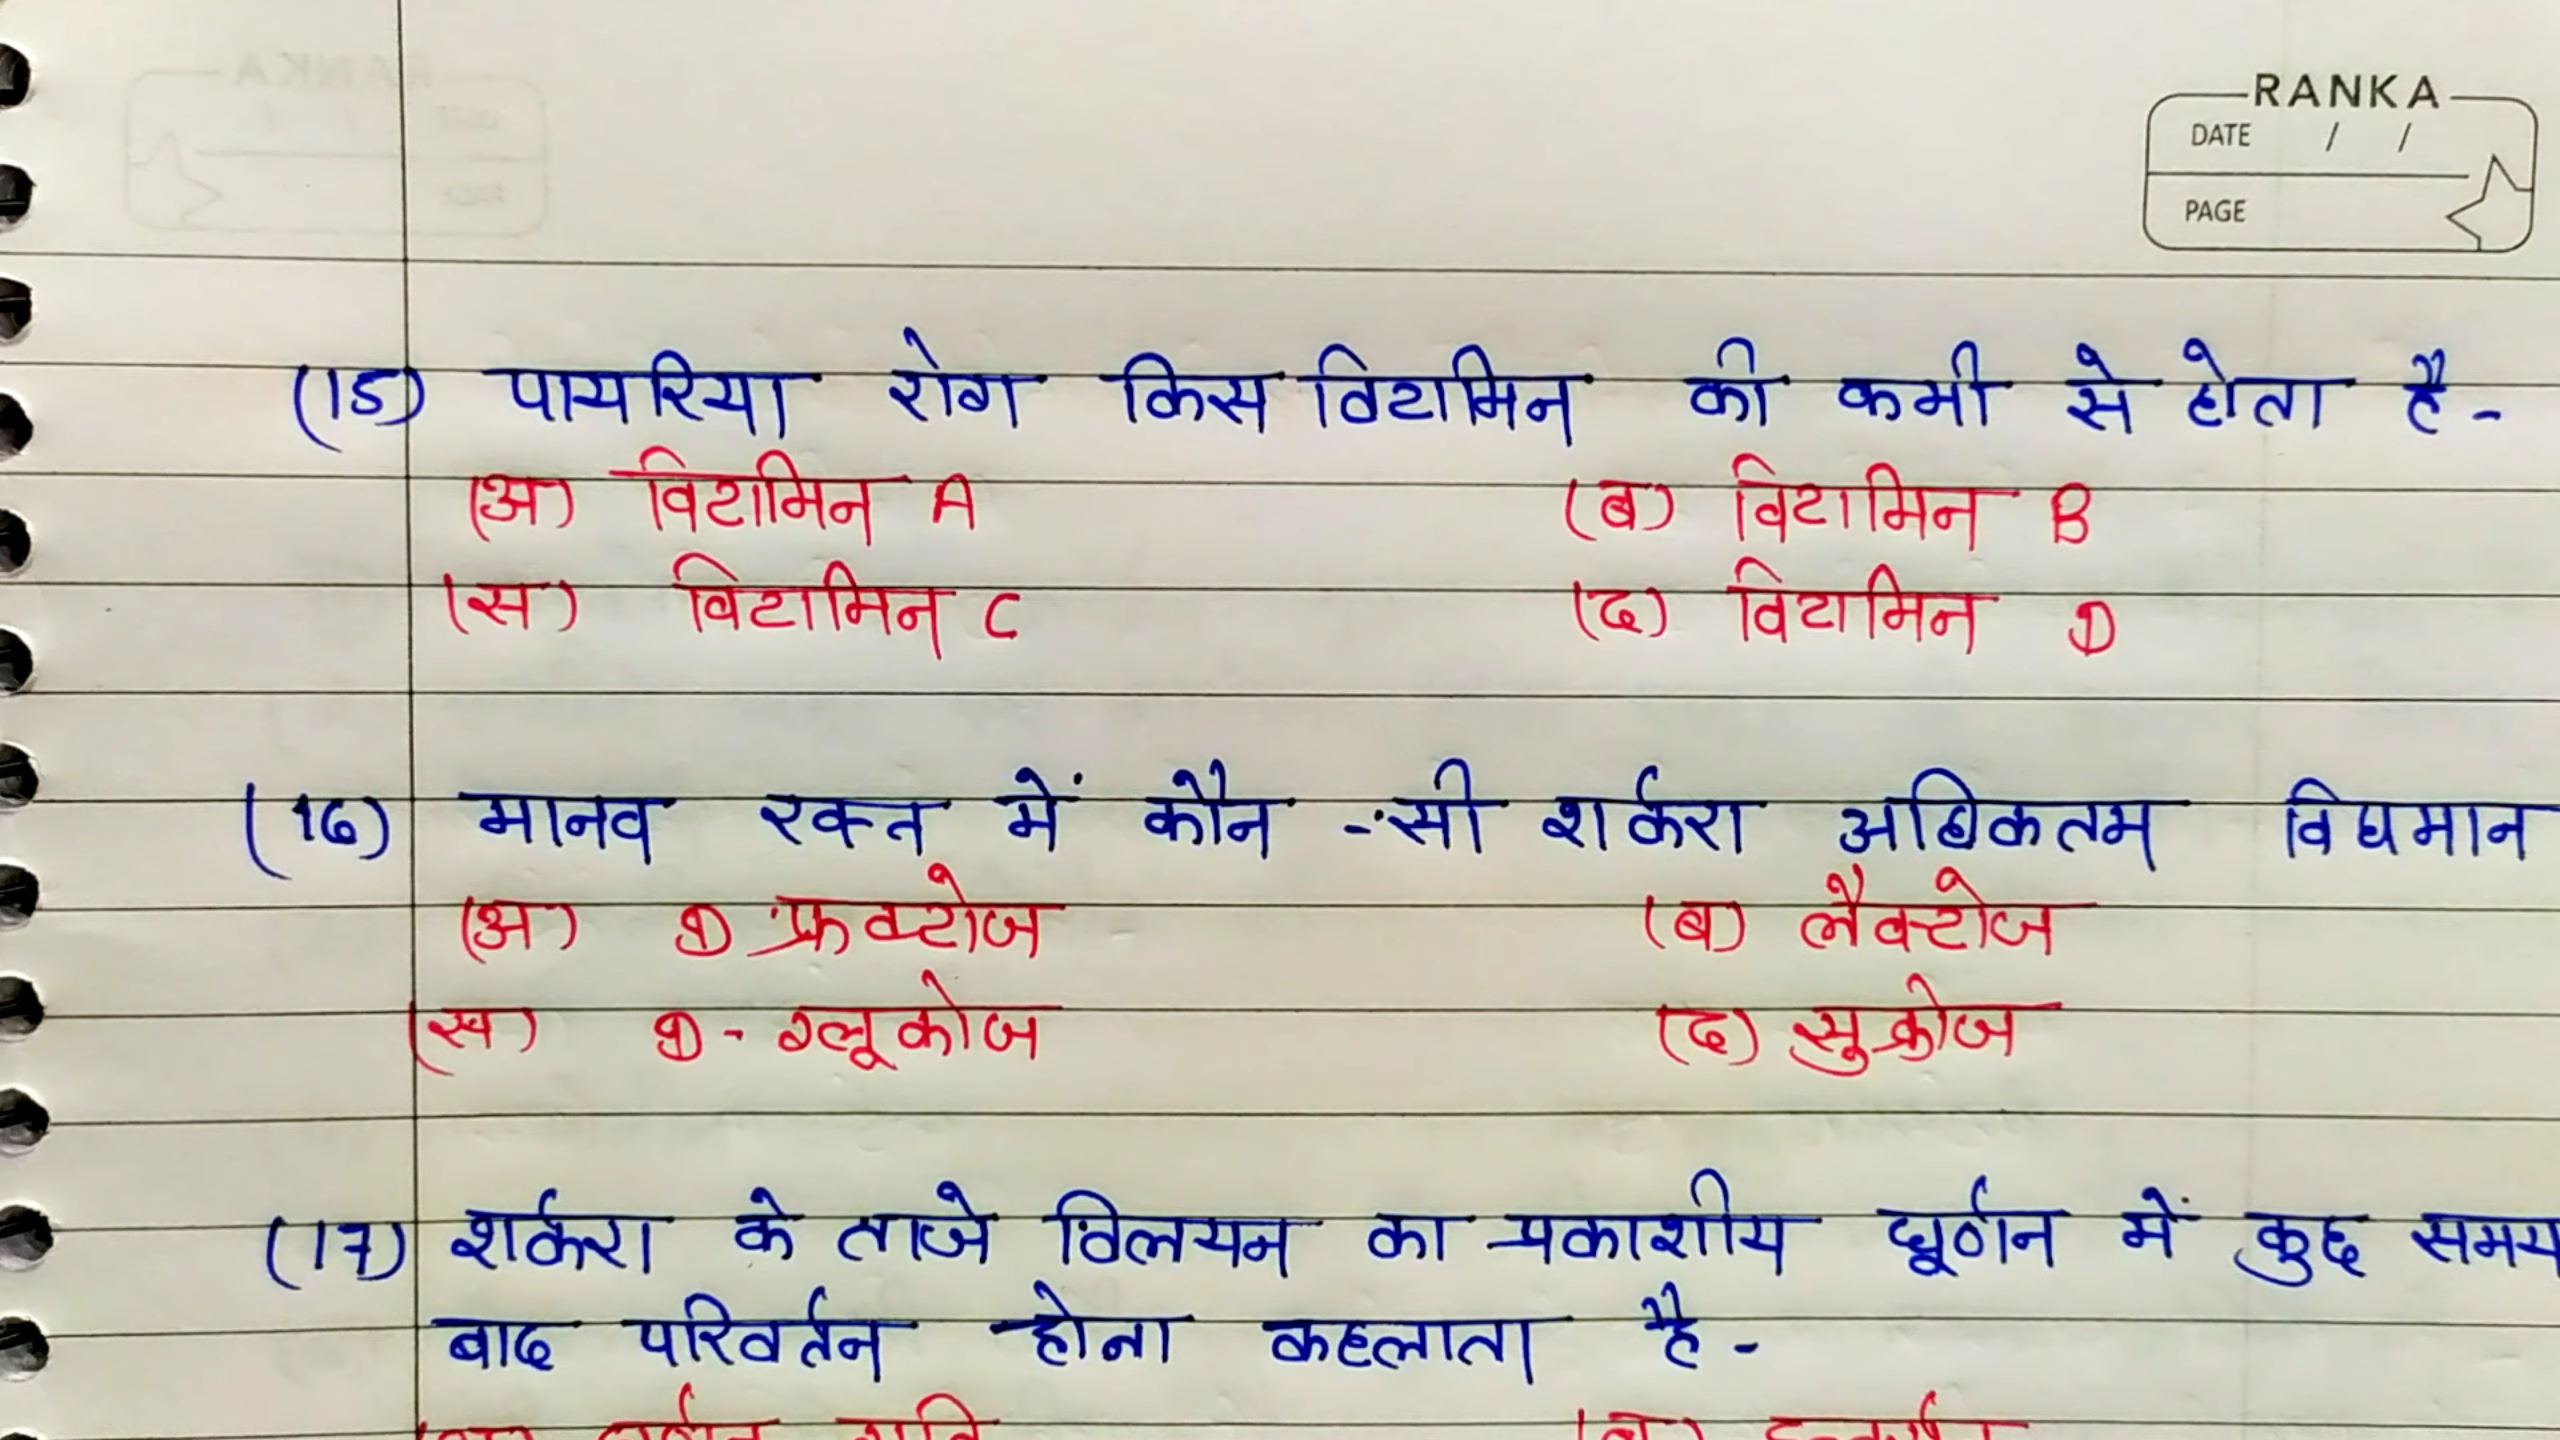 RANKA
DATE / /
PAGE
(15) पायरिया रोग किस विटामिन की कमी से होता है -
(अ) विटामिन A (ब) विटामिन B
(स) विटामिन C (द) विटामिन D
(16) मानव रक्त में कौन - सी शर्करा अधिकतम विद्यमान
(अ) D फ्रक्टोज (ब) लैक्टोज
(स) D - ग्लूकोज (द) सुक्रोज
(17) शर्करा के ताजे विलयन का प्रकाशीय घूर्णन में कुछ समय
बाद परिवर्तन होना कहलाता है -